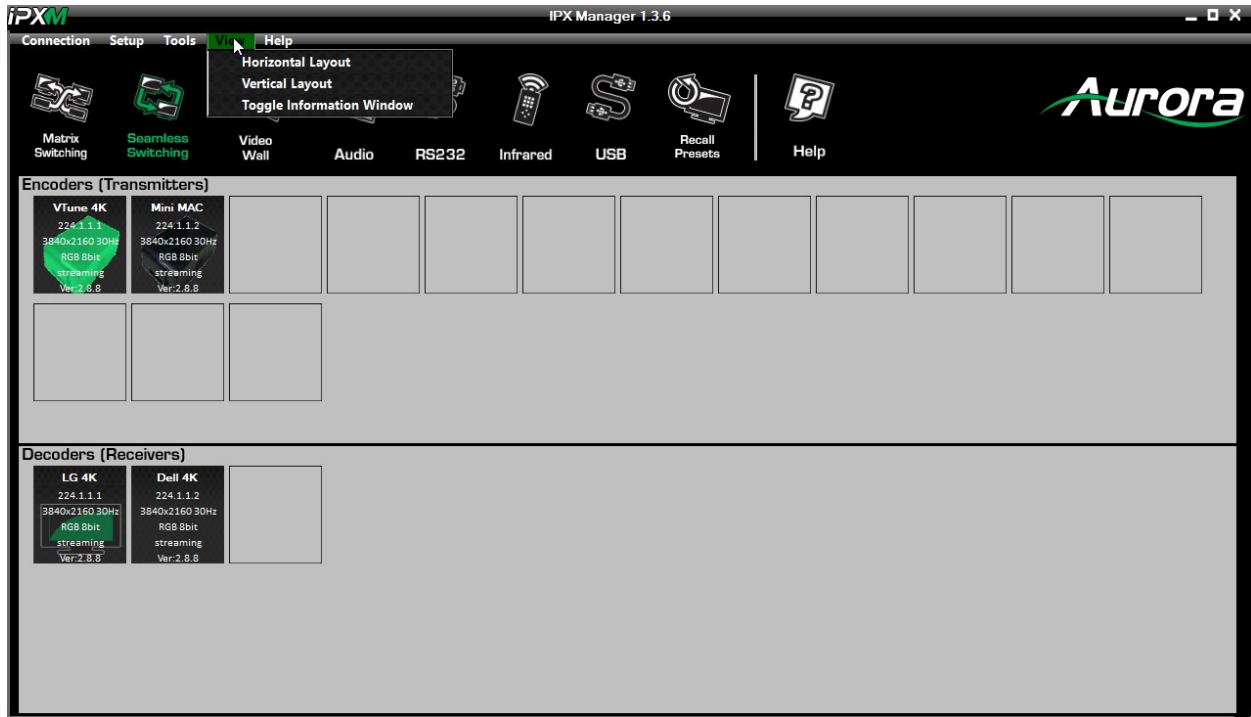 iPXM
IPX Manager 1.3.6
Connection Setup Tools View Help
Horizontal Layout
Vertical Layout
Toggle Information Window
Aurora
Matrix
Switching
Seamless
Switching
Video
Wall
Audio
RS232
Infrared
USB
Recall
Presets
Help
Encoders (Transmitters)
VTune 4K
224.1.1.1
3840x2160 30Hz
RGB 8bit
streaming
Ver:2.8.8
Mini MAC
224.1.1.2
3840x2160 30Hz
RGB 8bit
streaming
Ver:2.8.8
Decoders (Receivers)
LG 4K
224.1.1.1
3840x2160 30Hz
RGB 8bit
streaming
Ver:2.8.8
Dell 4K
224.1.1.2
3840x2160 30Hz
RGB 8bit
streaming
Ver:2.8.8